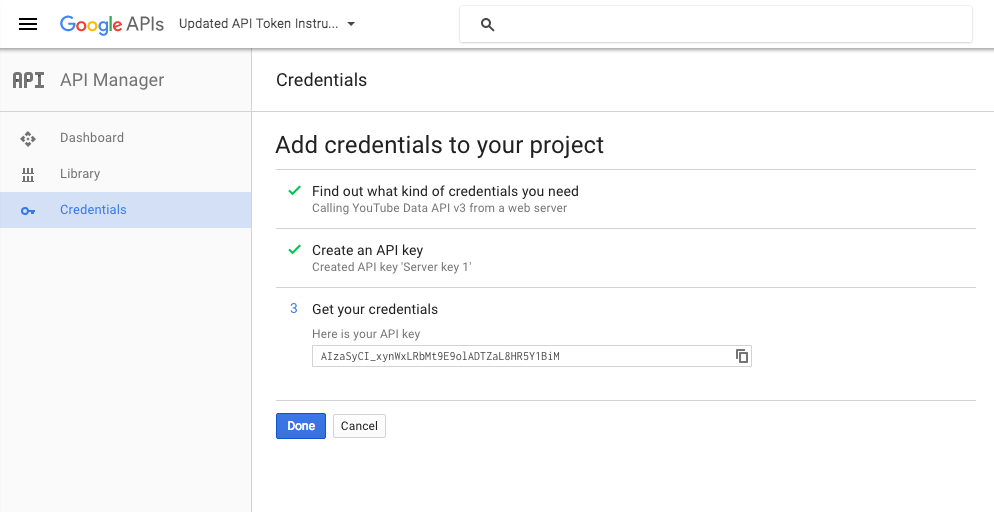 Google APIs Updated API Token Instru...
API API Manager
Credentials
Dashboard
Library
Credentials
Add credentials to your project
Find out what kind of credentials you need
Calling YouTube Data API v3 from a web server
Create an API key
Created API key 'Server key 1'
3 Get your credentials
Here is your API key
AIzaSyCI_xynWxLRbMt9E9olADTZaL8HR5Y1BiM
Done Cancel